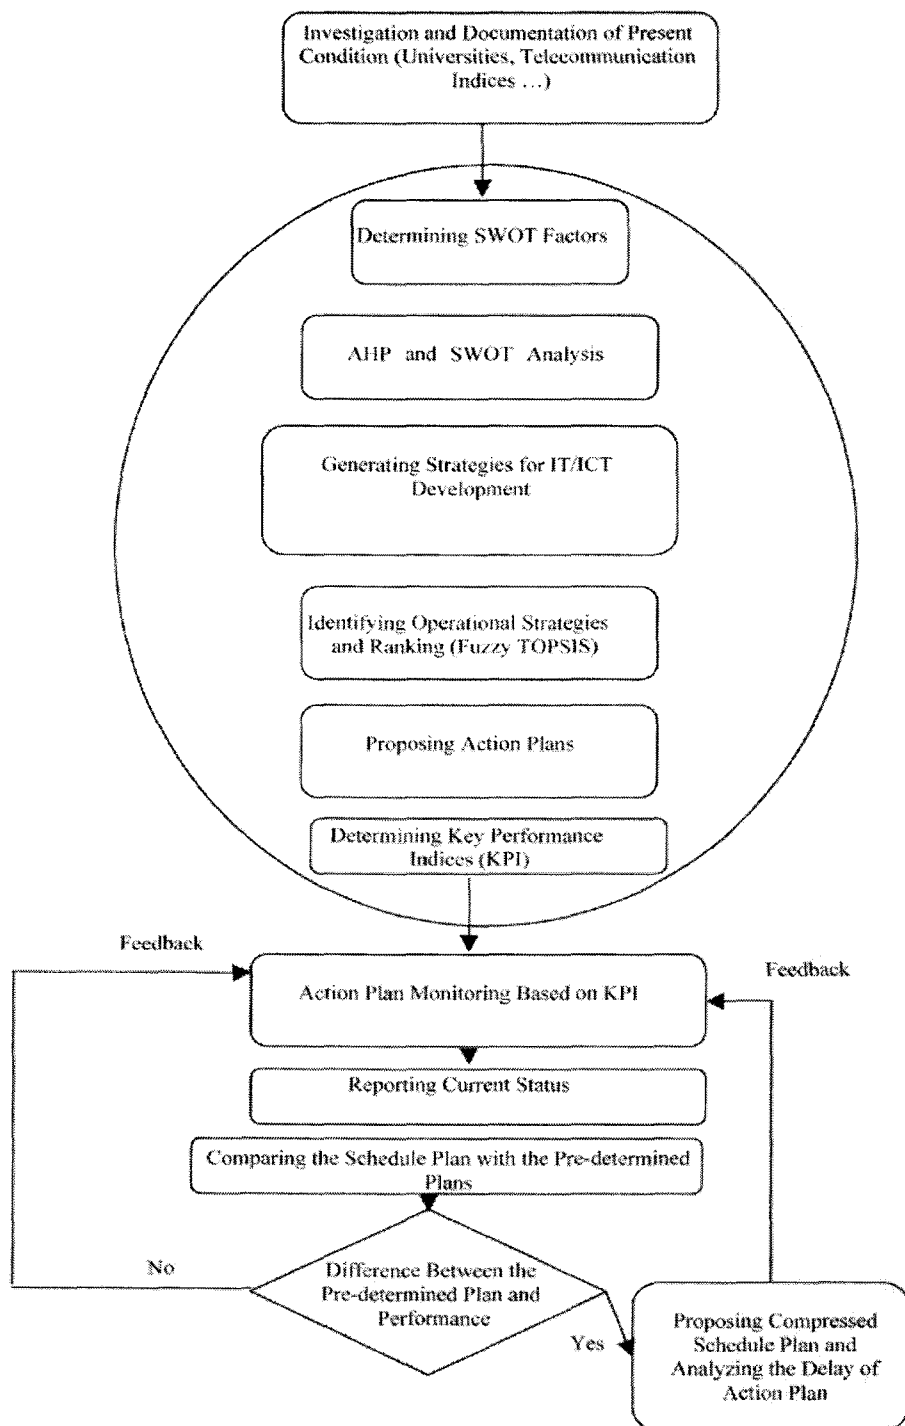 Investigation and Documentation of Present
Condition (Universities, Telecommunication
Indices ...)
Determining SWOT Factors
AHP and SWOT Analysis
Generating Strategies for IT/ICT
Development
Identifying Operational Strategies
and Ranking (Fuzzy TOPSIS)
Proposing Action Plans
Determining Key Performance
Indices (KPI)
Feedback
Feedback
Action Plan Monitoring Based on KPI
Reporting Current Status
Comparing the Schedule Plan with the Pre-determined
Plans
No
Difference Between the
Pre-determined Plan and
Performance
Yes
Proposing Compressed
Schedule Plan and
Analyzing the Delay of
Action Plan